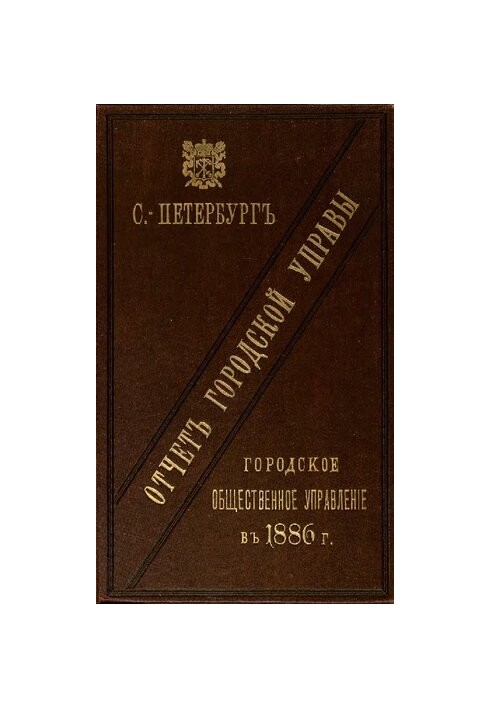 С.-ПЕТЕРБУРГЪ
ОТЧЕТЪ ГОРОДСКОЙ УПРАВЫ
ГОРОДСКОЕ
ОБЩЕСТВЕННОЕ УПРАВЛЕНІЕ
въ 1886 г.